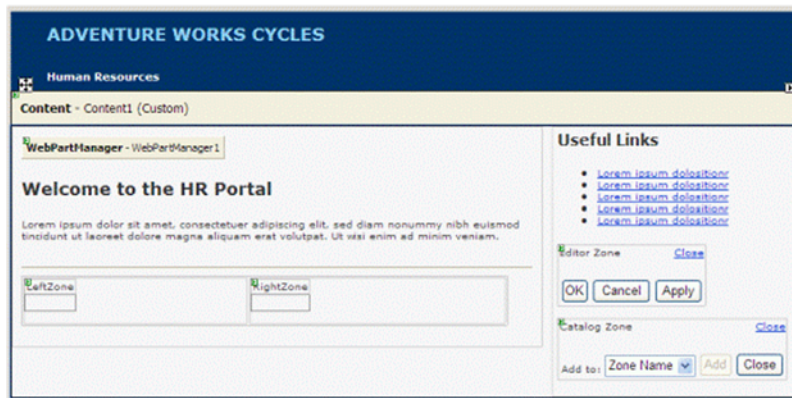 ADVENTURE WORKS CYCLES
Human Resources
Content - Content1 (Custom)
WebPartManager - WebPartManager1
Welcome to the HR Portal
Lorem ipsum dolor sit amet, consectetuer adipiscing elit, sed diam nonummy nibh euismod
tincidunt ut laoreet dolore magna aliquam erat volutpat. Ut wisi enim ad minim veniam.
LeftZone
RightZone
Useful Links
Lorem ipsum dolositionr
Lorem ipsum dolositionr
Lorem ipsum dolositionr
Lorem ipsum dolositionr
Lorem ipsum dolositionr
Editor Zone Close
OK Cancel Apply
Catalog Zone Close
Add to: Zone Name Add Close